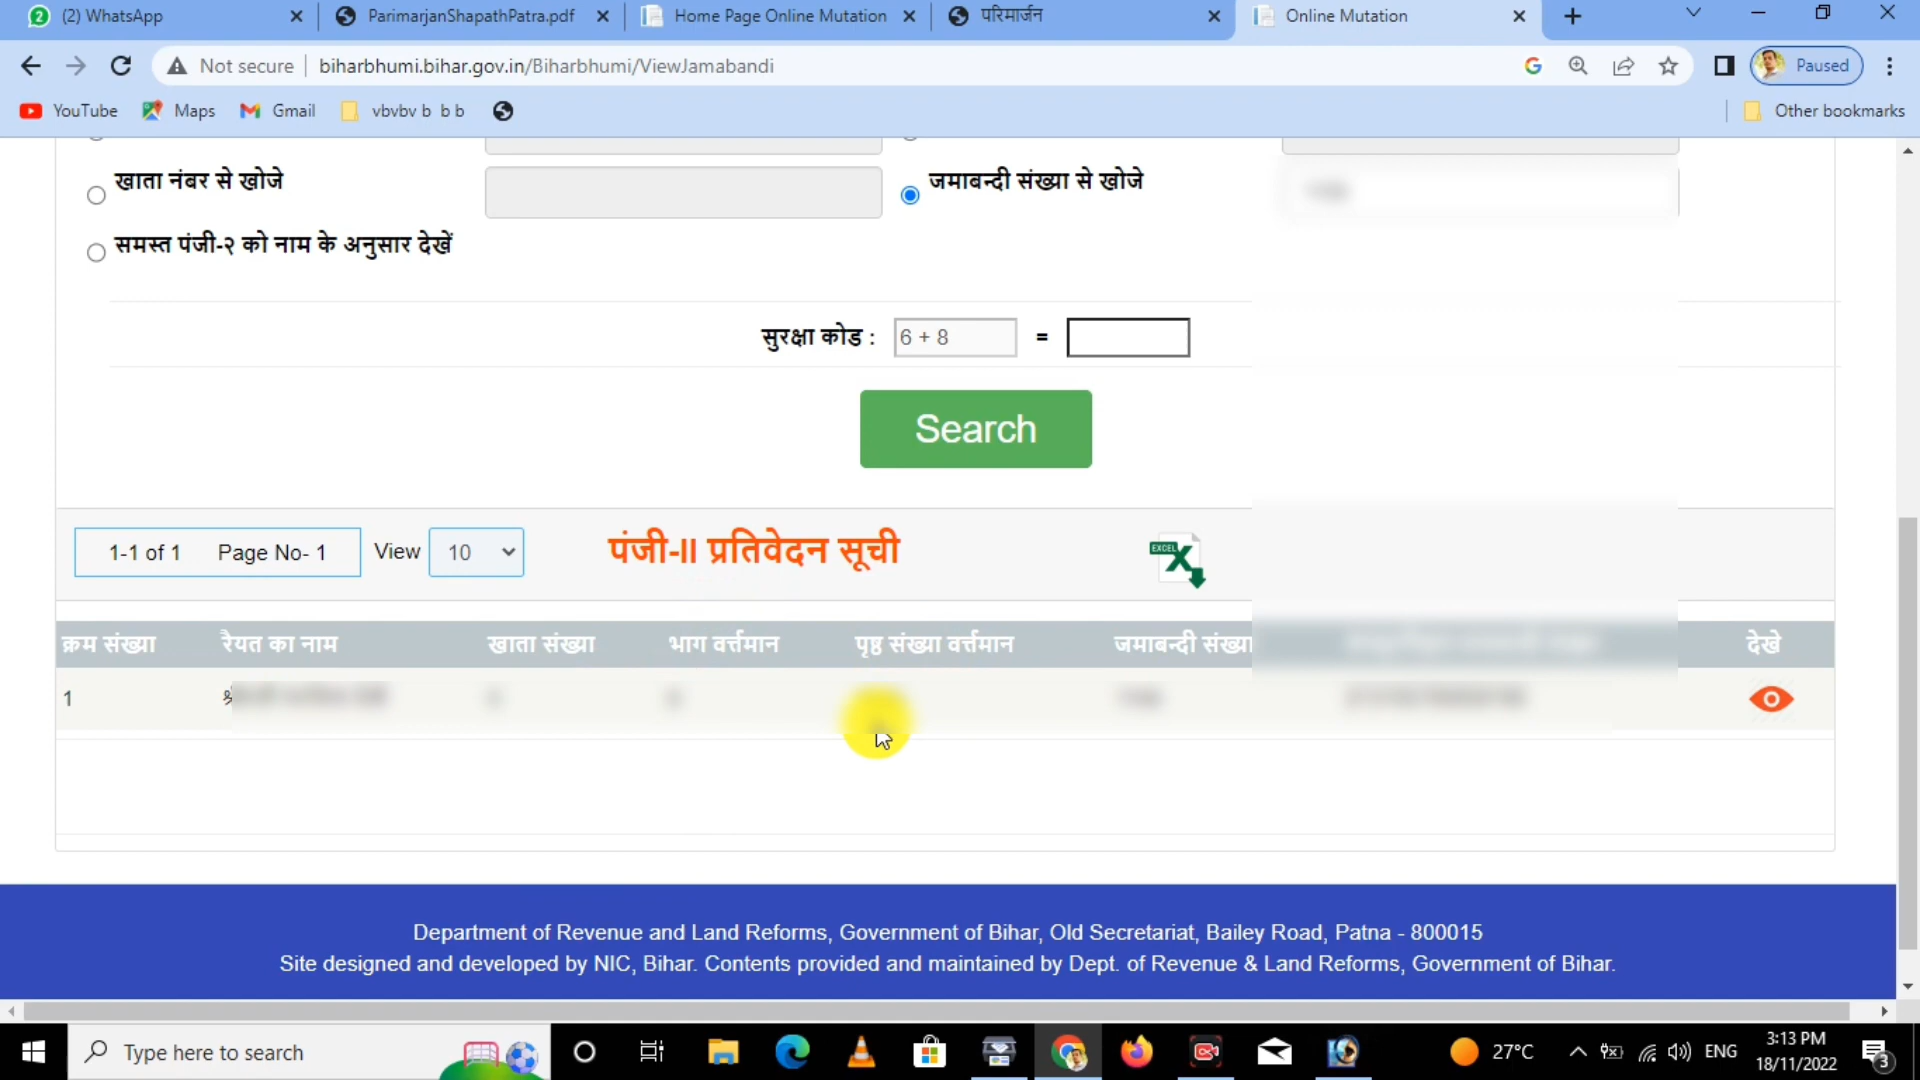 (2) WhatsApp
ParimarjanShapathPatra.pdf
Home Page Online Mutation
परिमार्जन
Online Mutation
Not secure
biharbhumi.bihar.gov.in/Biharbhumi/ViewJamabandi
Paused
YouTube
Maps
Gmail
vbvbv b b b
Other bookmarks
खाता नंबर से खोजे
जमाबन्दी संख्या से खोजे
समस्त पंजी-२ को नाम के अनुसार देखें
सुरक्षा कोड : 6 + 8 =
Search
1-1 of 1 Page No- 1 View 10
पंजी-II प्रतिवेदन सूची
EXCEL
क्रम संख्या रैयत का नाम खाता संख्या भाग वर्त्तमान पृष्ठ संख्या वर्त्तमान जमाबन्दी संख्या देखे
1
Department of Revenue and Land Reforms, Government of Bihar, Old Secretariat, Bailey Road, Patna - 800015
Site designed and developed by NIC, Bihar. Contents provided and maintained by Dept. of Revenue & Land Reforms, Government of Bihar.
Type here to search
27°C
ENG
3:13 PM
18/11/2022
3